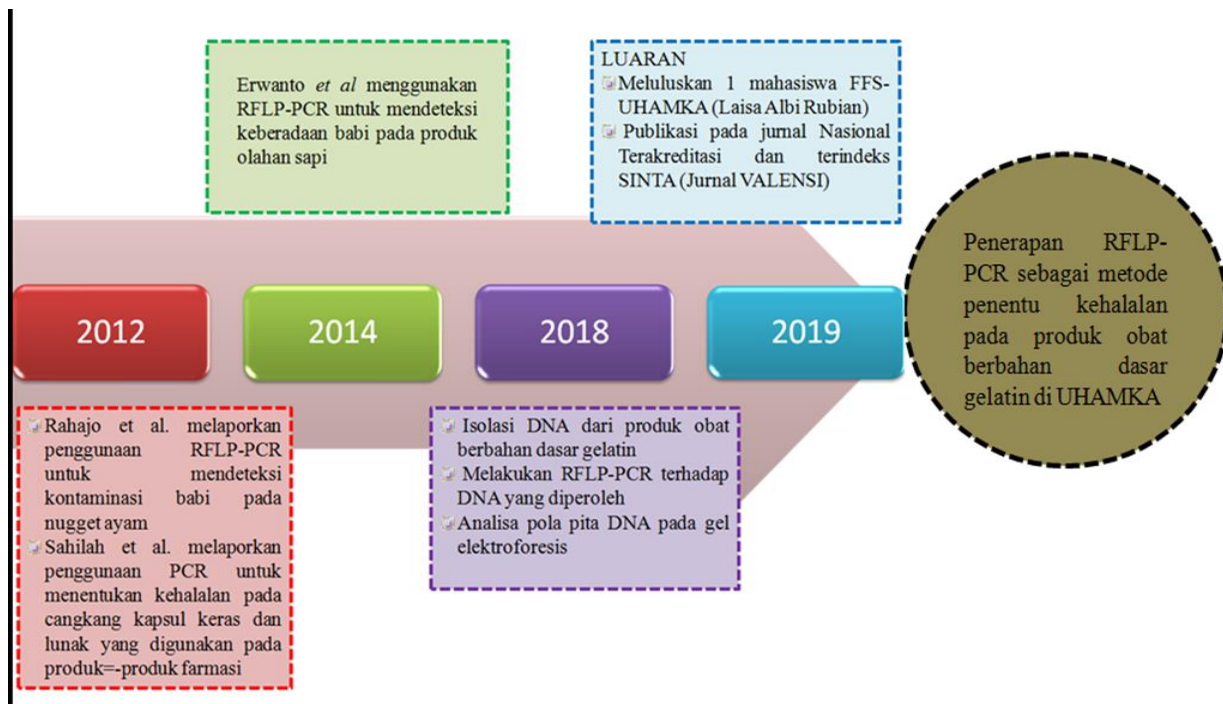 Erwanto et al menggunakan
RFLP-PCR untuk mendeteksi
keberadaan babi pada produk
olahan sapi
LUARAN
Meluluskan 1 mahasiswa FFS-
UHAMKA (Laisa Albi Rubian)
Publikasi pada jurnal Nasional
Terakreditasi dan terindeks
SINTA (Jurnal VALENSI)
2012
2014
2018
2019
Penerapan RFLP-
PCR sebagai metode
penentu kehalalan
pada produk obat
berbahan dasar
gelatin di UHAMKA
Rahajo et al. melaporkan
penggunaan RFLP-PCR
untuk mendeteksi
kontaminasi babi pada
nugget ayam
Sahilah et al. melaporkan
penggunaan PCR untuk
menentukan kehalalan pada
cangkang kapsul keras dan
lunak yang digunakan pada
produk=-produk farmasi
Isolasi DNA dari produk obat
berbahan dasar gelatin
Melakukan RFLP-PCR terhadap
DNA yang diperoleh
Analisa pola pita DNA pada gel
elektroforesis